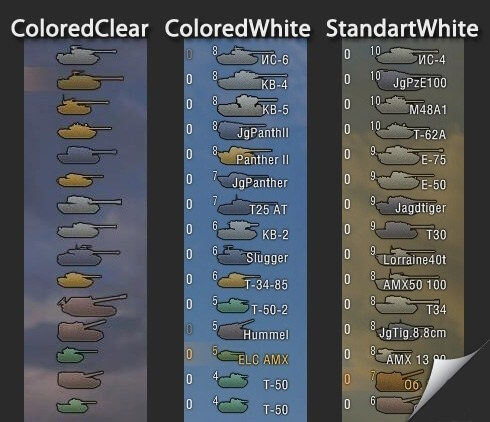 ColoredClear ColoredWhite StandartWhite
0 8 ИС-6 0 10 ИС-4
0 8 КВ-4 0 10 JgPzE100
0 8 КВ-5 0 10 M48A1
0 8 JgPanthII 0 10 T-62A
0 8 Panther II 0 9 E-75
0 7 JgPanther 0 9 E-50
0 7 T25 AT 0 9 Jagdtiger
0 6 КВ-2 0 9 T30
0 6 Slugger 0 9 Lorraine40t
0 6 T-34-85 0 8 AMX50 100
0 6 T-50-2 0 8 T34
0 5 Hummel 0 8 JgTig.8.8cm
0 5 ELC AMX 0 8 AMX 13 90
0 4 T-50 0 7 Об.
0 4 T-50 0 6